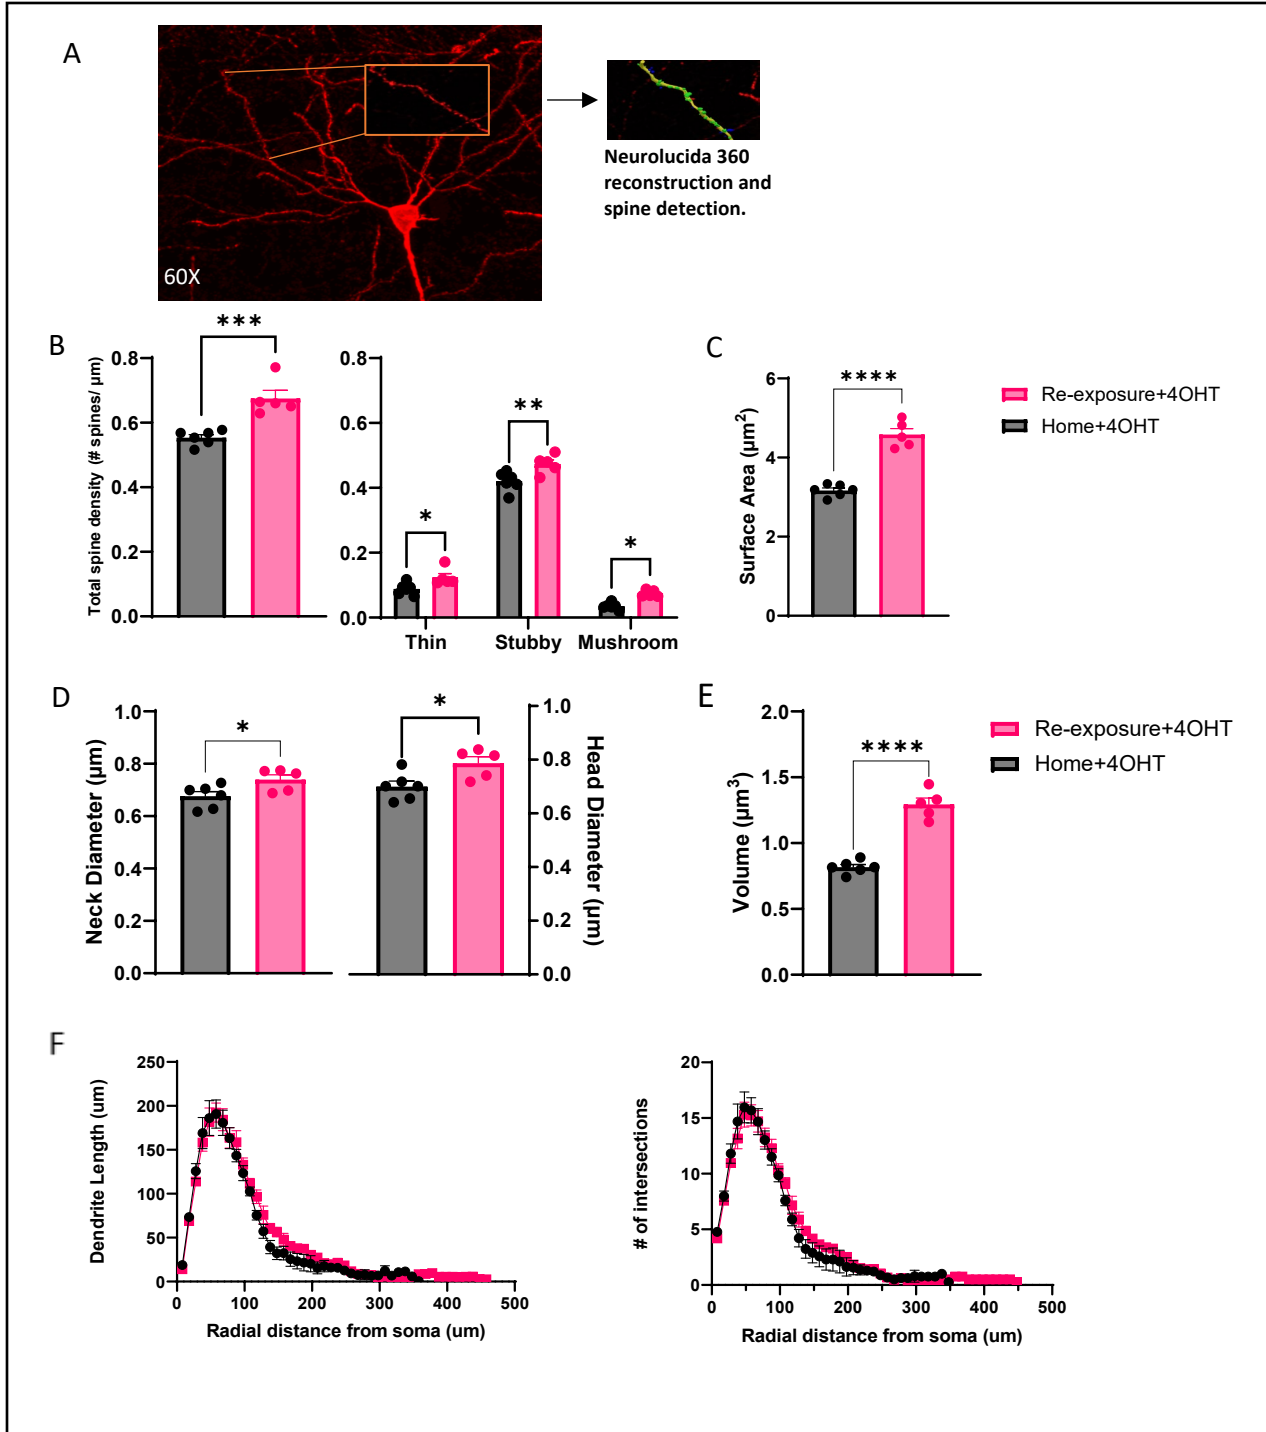 A
60X
Neurolucida 360
reconstruction and
spine detection.
B
Total spine density (# spines/ µm)
0.8
0.6
0.4
0.2
0.0
***
0.8
0.6
0.4
0.2
0.0
*
**
*
Thin
Stubby
Mushroom
C
Surface Area (µm²)
6
4
2
0
****
Re-exposure+4OHT
Home+4OHT
D
Neck Diameter (µm)
1.0
0.8
0.6
0.4
0.2
0.0
*
*
1.0
0.8
0.6
0.4
0.2
0.0
Head Diameter (µm)
E
Volume (µm³)
2.0
1.5
1.0
0.5
0.0
****
Re-exposure+4OHT
Home+4OHT
F
Dendrite Length (um)
250
200
150
100
50
0
0 100 200 300 400 500
Radial distance from soma (um)
# of intersections
20
15
10
5
0
0 100 200 300 400 500
Radial distance from soma (um)